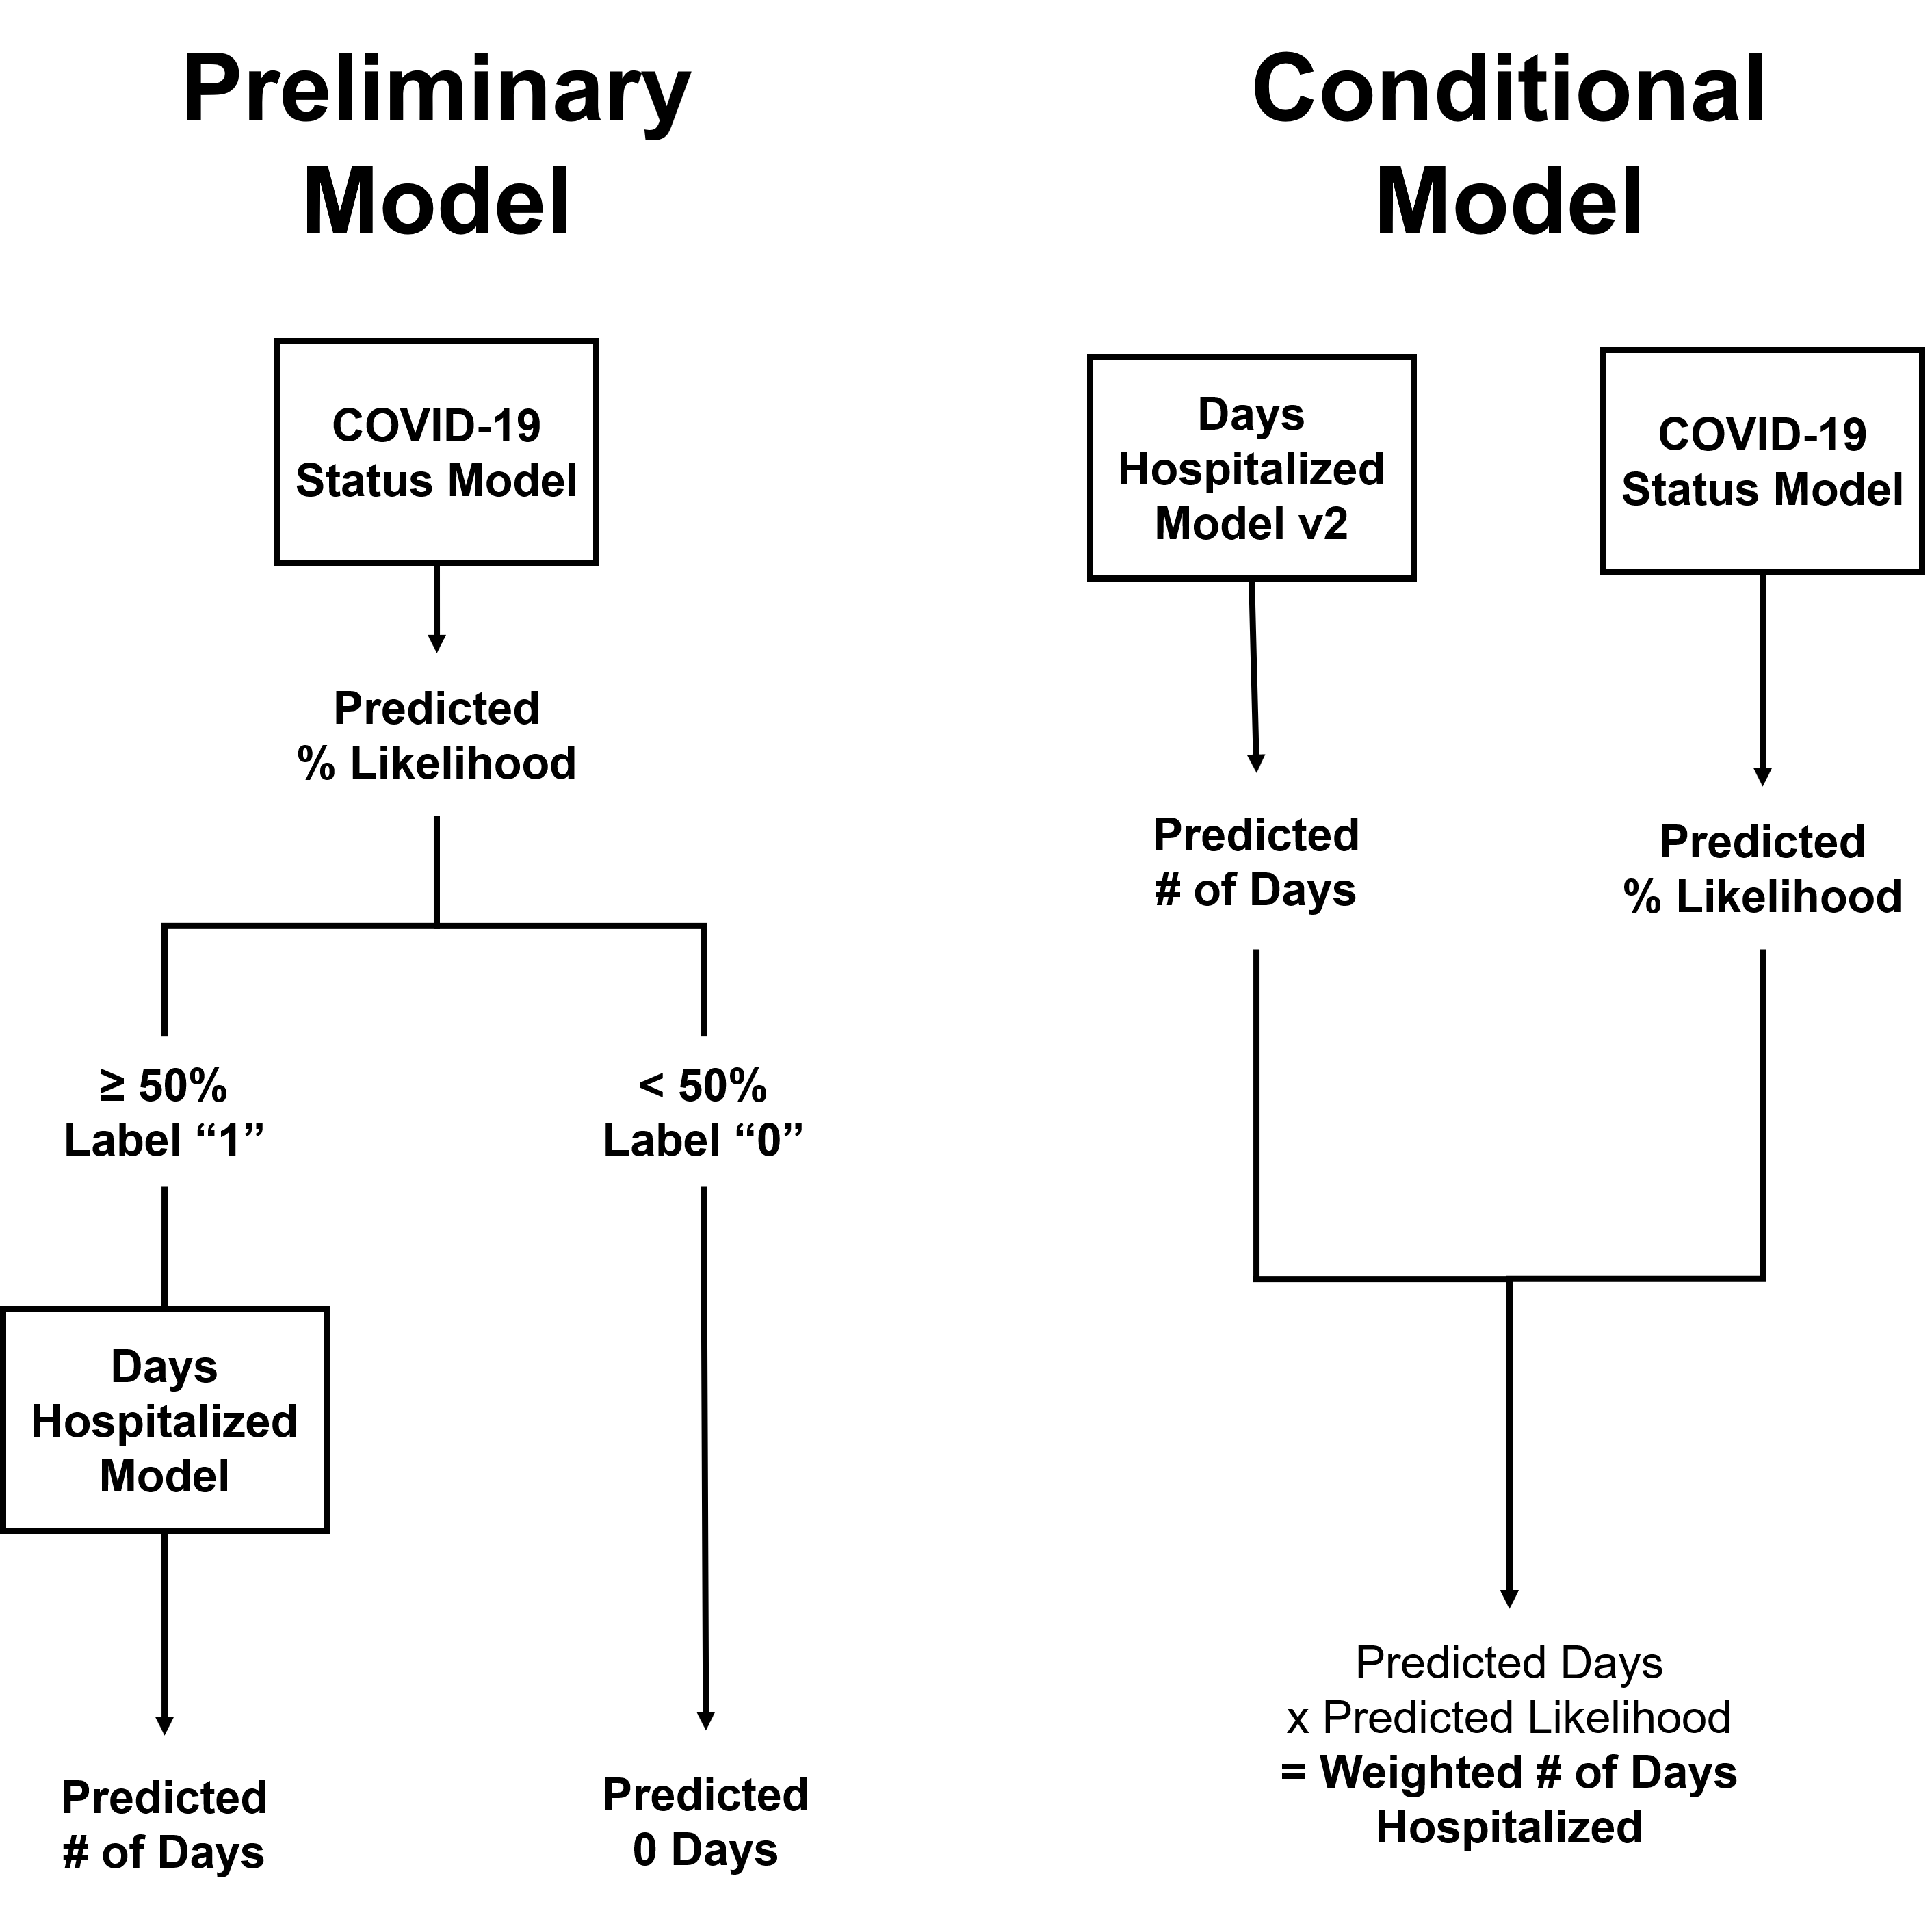 Preliminary
Model
COVID-19
Status Model
Predicted
% Likelihood
≥ 50%
Label “1”
< 50%
Label “0”
Days
Hospitalized
Model
Predicted
# of Days
Predicted
0 Days
Conditional
Model
Days
Hospitalized
Model v2
COVID-19
Status Model
Predicted
# of Days
Predicted
% Likelihood
Predicted Days
x Predicted Likelihood
= Weighted # of Days
Hospitalized